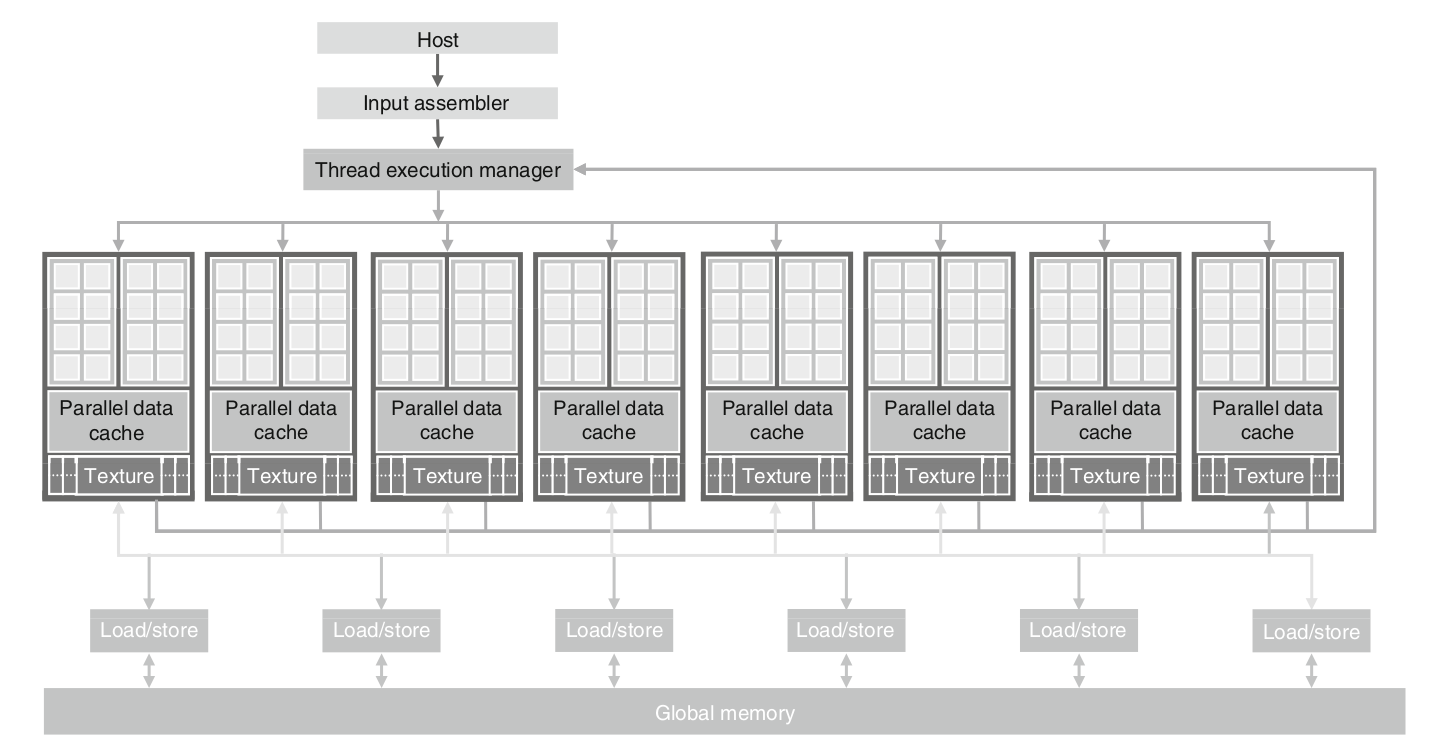 Host
Input assembler
Thread execution manager
Parallel data
cache
Parallel data
cache
Parallel data
cache
Parallel data
cache
Parallel data
cache
Parallel data
cache
Parallel data
cache
Parallel data
cache
Texture
Texture
Texture
Texture
Texture
Texture
Texture
Texture
Load/store
Load/store
Load/store
Load/store
Load/store
Load/store
Global memory